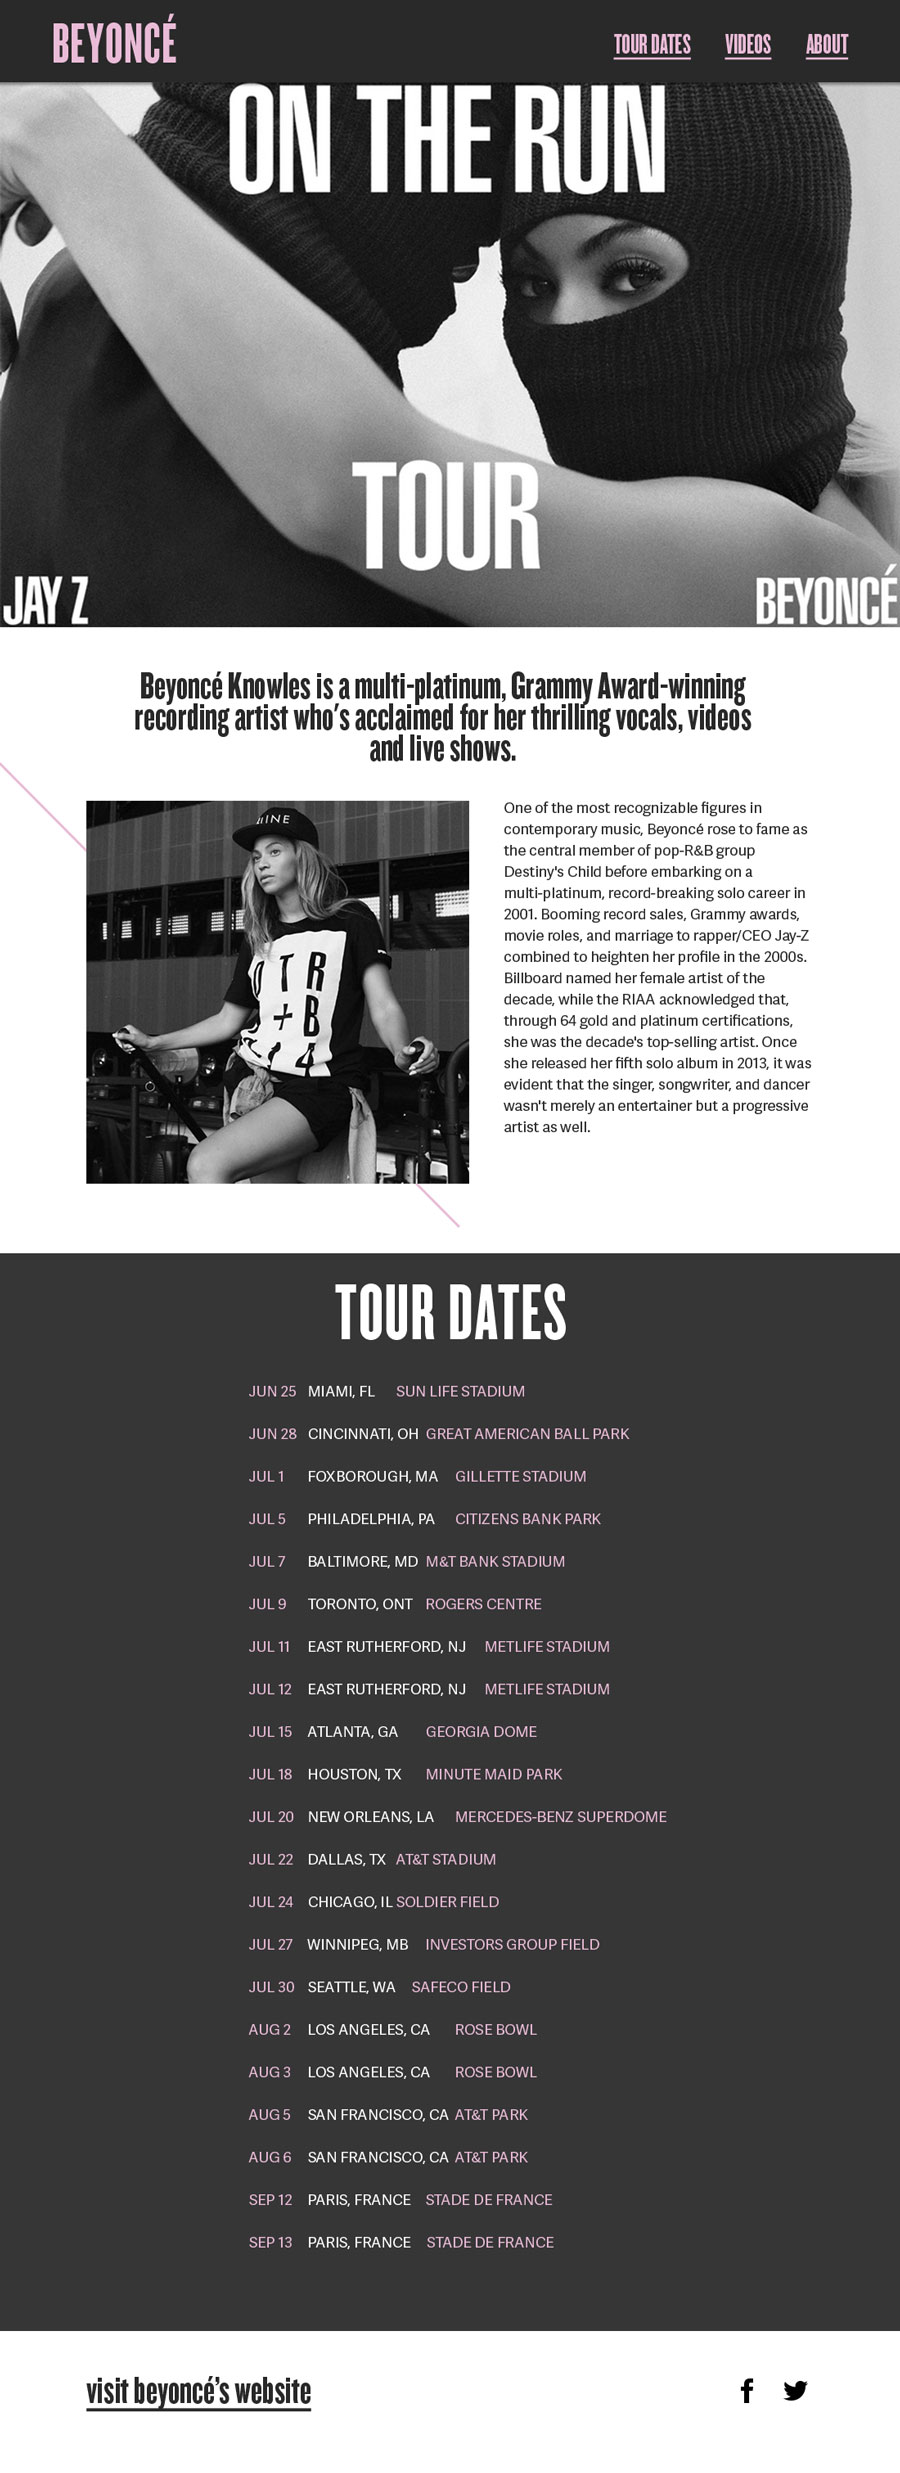 BEYONCÉ
TOUR DATES VIDEOS ABOUT
ON THE RUN
TOUR
JAY Z
BEYONCÉ
Beyoncé Knowles is a multi-platinum, Grammy Award-winning
recording artist who's acclaimed for her thrilling vocals, videos
and live shows.
INE
OTR
+B
One of the most recognizable figures in
contemporary music, Beyoncé rose to fame as
the central member of pop-R&B group
Destiny's Child before embarking on a
multi-platinum, record-breaking solo career in
2001. Booming record sales, Grammy awards,
movie roles, and marriage to rapper/CEO Jay-Z
combined to heighten her profile in the 2000s.
Billboard named her female artist of the
decade, while the RIAA acknowledged that,
through 64 gold and platinum certifications,
she was the decade's top-selling artist. Once
she released her fifth solo album in 2013, it was
evident that the singer, songwriter, and dancer
wasn't merely an entertainer but a progressive
artist as well.
TOUR DATES
JUN 25 MIAMI, FL SUN LIFE STADIUM
JUN 28 CINCINNATI, OH GREAT AMERICAN BALL PARK
JUL 1 FOXBOROUGH, MA GILLETTE STADIUM
JUL 5 PHILADELPHIA, PA CITIZENS BANK PARK
JUL 7 BALTIMORE, MD M&T BANK STADIUM
JUL 9 TORONTO, ONT ROGERS CENTRE
JUL 11 EAST RUTHERFORD, NJ METLIFE STADIUM
JUL 12 EAST RUTHERFORD, NJ METLIFE STADIUM
JUL 15 ATLANTA, GA GEORGIA DOME
JUL 18 HOUSTON, TX MINUTE MAID PARK
JUL 20 NEW ORLEANS, LA MERCEDES-BENZ SUPERDOME
JUL 22 DALLAS, TX AT&T STADIUM
JUL 24 CHICAGO, IL SOLDIER FIELD
JUL 27 WINNIPEG, MB INVESTORS GROUP FIELD
JUL 30 SEATTLE, WA SAFECO FIELD
AUG 2 LOS ANGELES, CA ROSE BOWL
AUG 3 LOS ANGELES, CA ROSE BOWL
AUG 5 SAN FRANCISCO, CA AT&T PARK
AUG 6 SAN FRANCISCO, CA AT&T PARK
SEP 12 PARIS, FRANCE STADE DE FRANCE
SEP 13 PARIS, FRANCE STADE DE FRANCE
visit beyoncé’s website